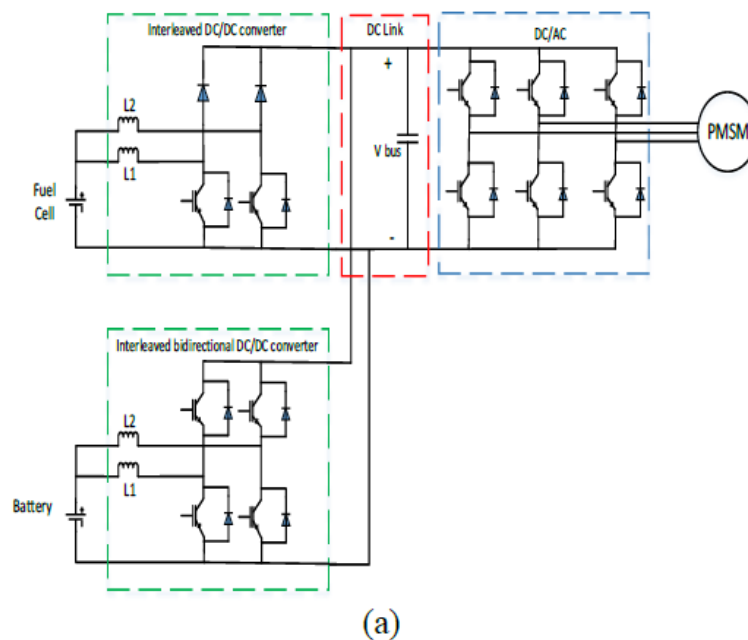 Interleaved DC/DC converter
DC Link
DC/AC
L2
L1
+
V bus
-
PMSM
Fuel
Cell
Interleaved bidirectional DC/DC converter
L2
L1
Battery
(a)